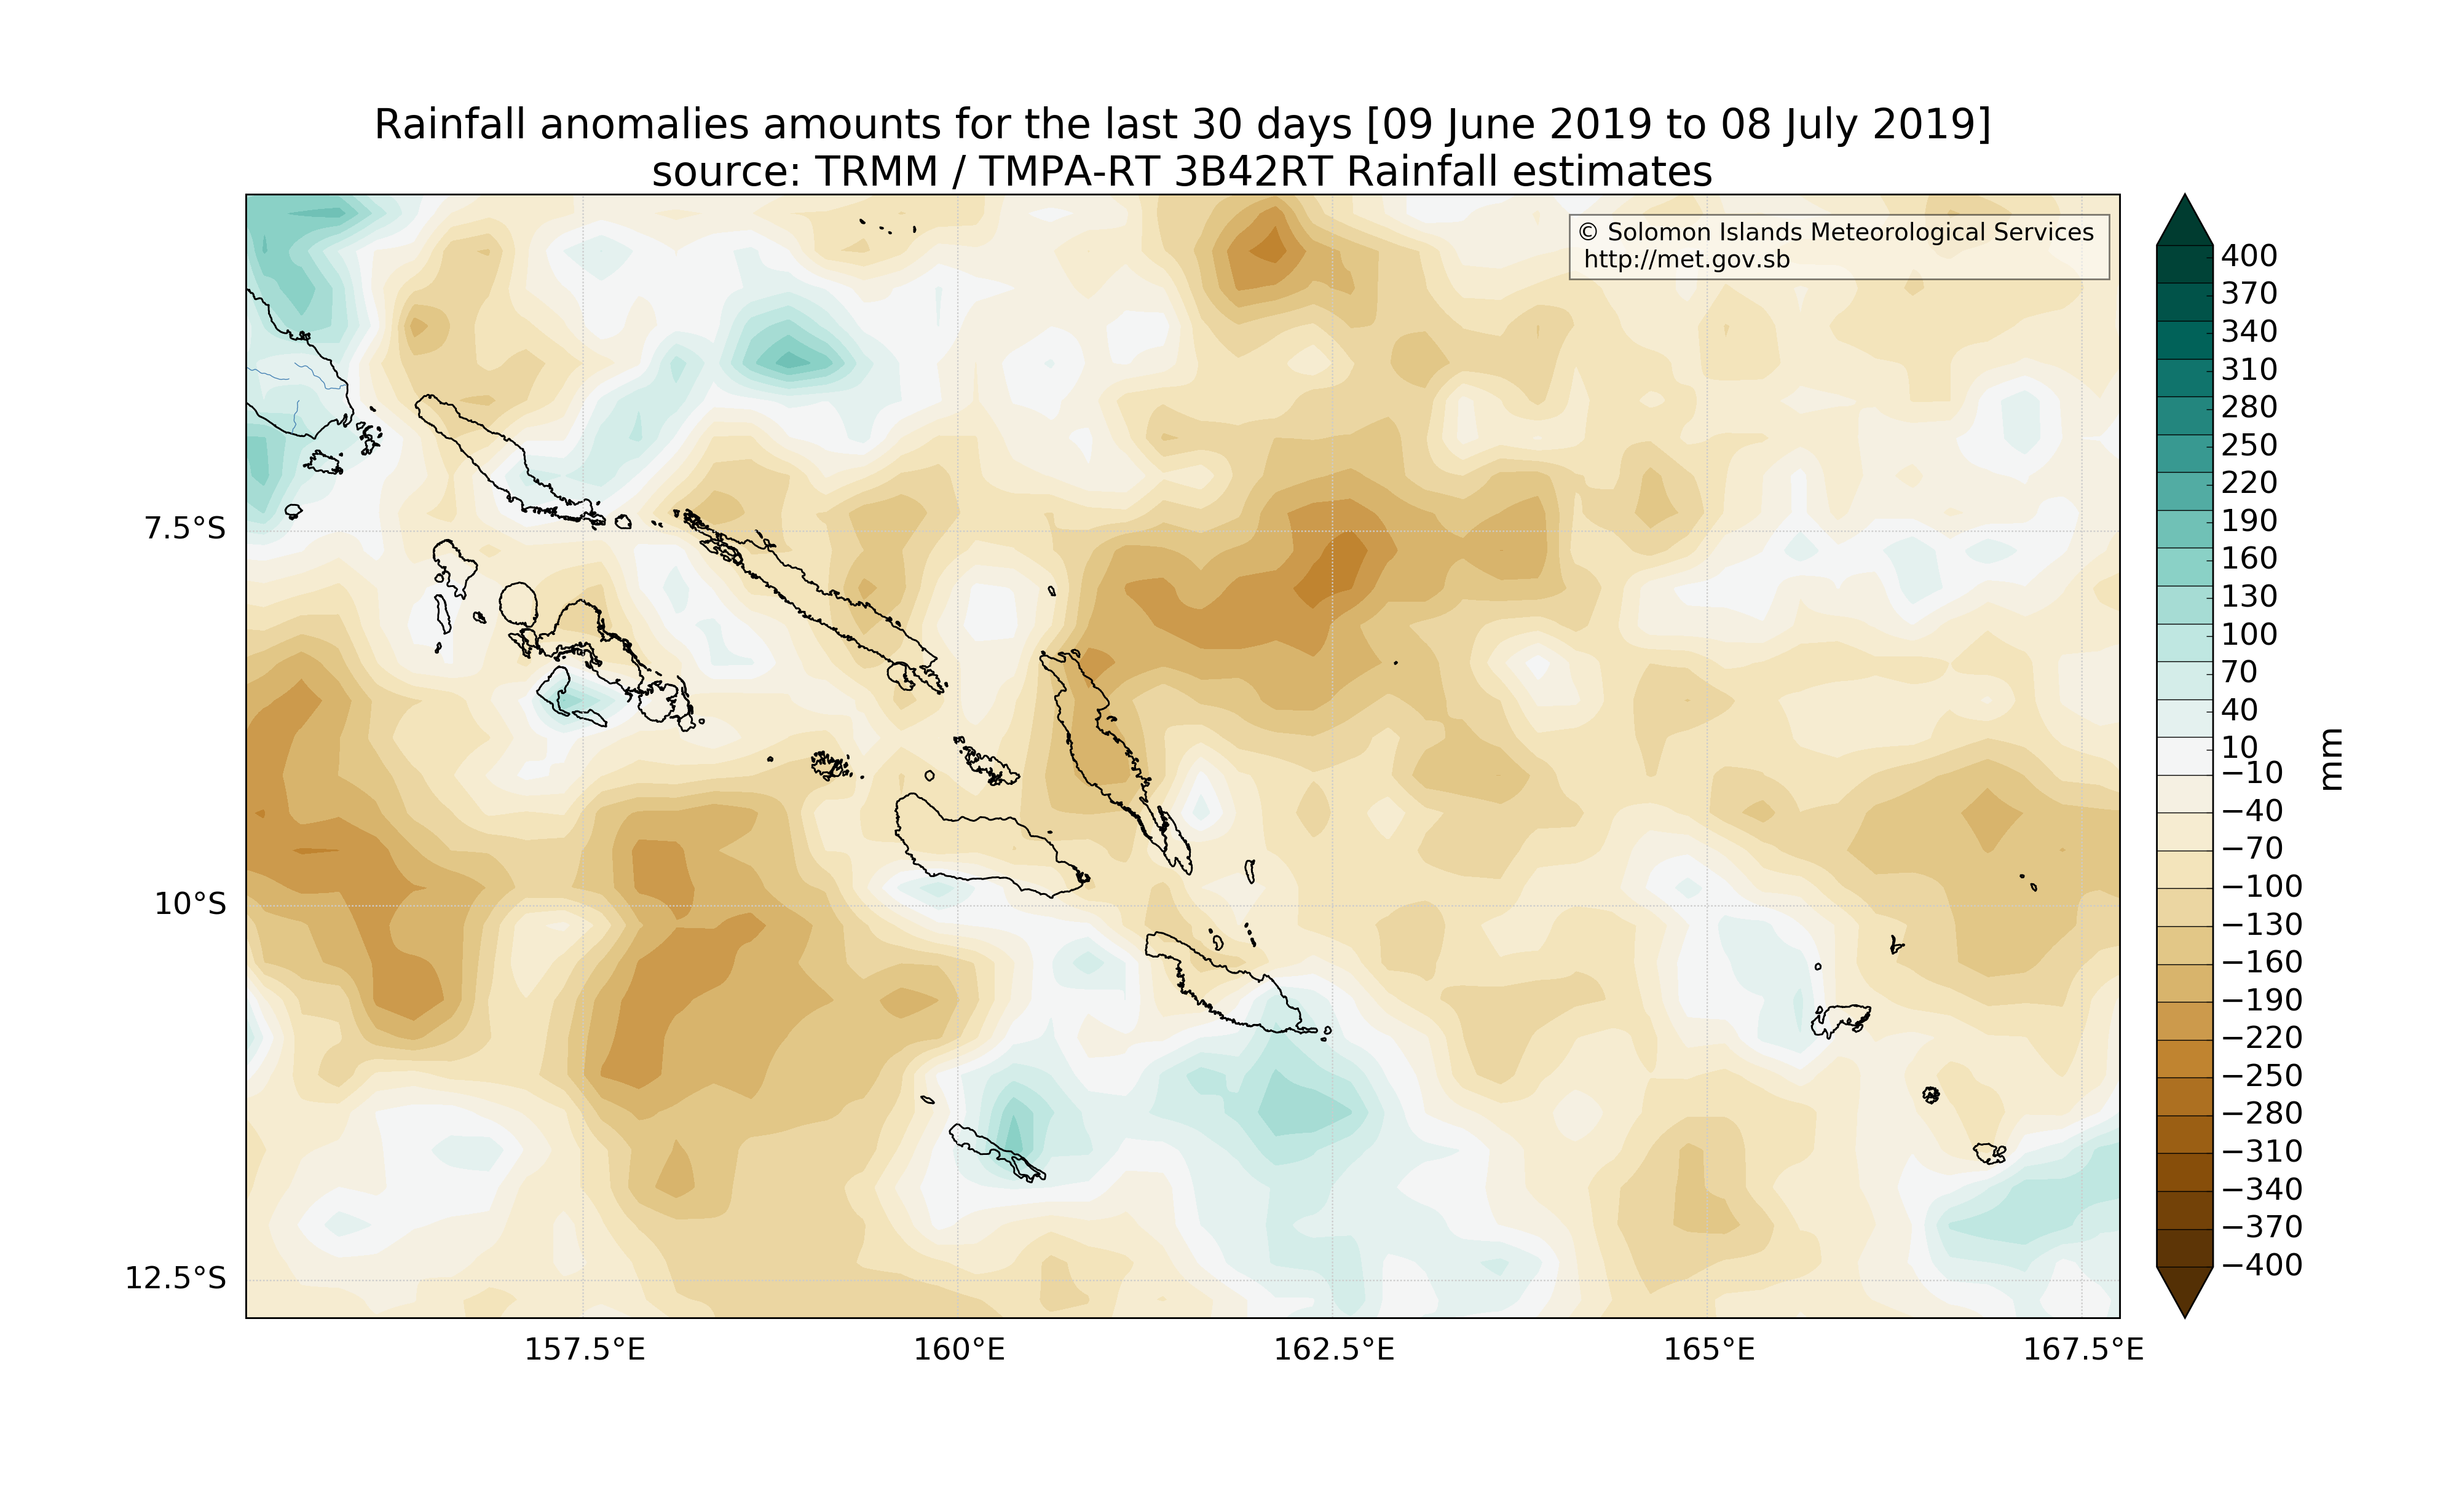 Rainfall anomalies amounts for the last 30 days [09 June 2019 to 08 July 2019]
source: TRMM / TMPA-RT 3B42RT Rainfall estimates
© Solomon Islands Meteorological Services
http://met.gov.sb
7.5°S
10°S
12.5°S
157.5°E
160°E
162.5°E
165°E
167.5°E
400
370
340
310
280
250
220
190
160
130
100
70
40
10
−10
−40
−70
−100
−130
−160
−190
−220
−250
−280
−310
−340
−370
−400
mm